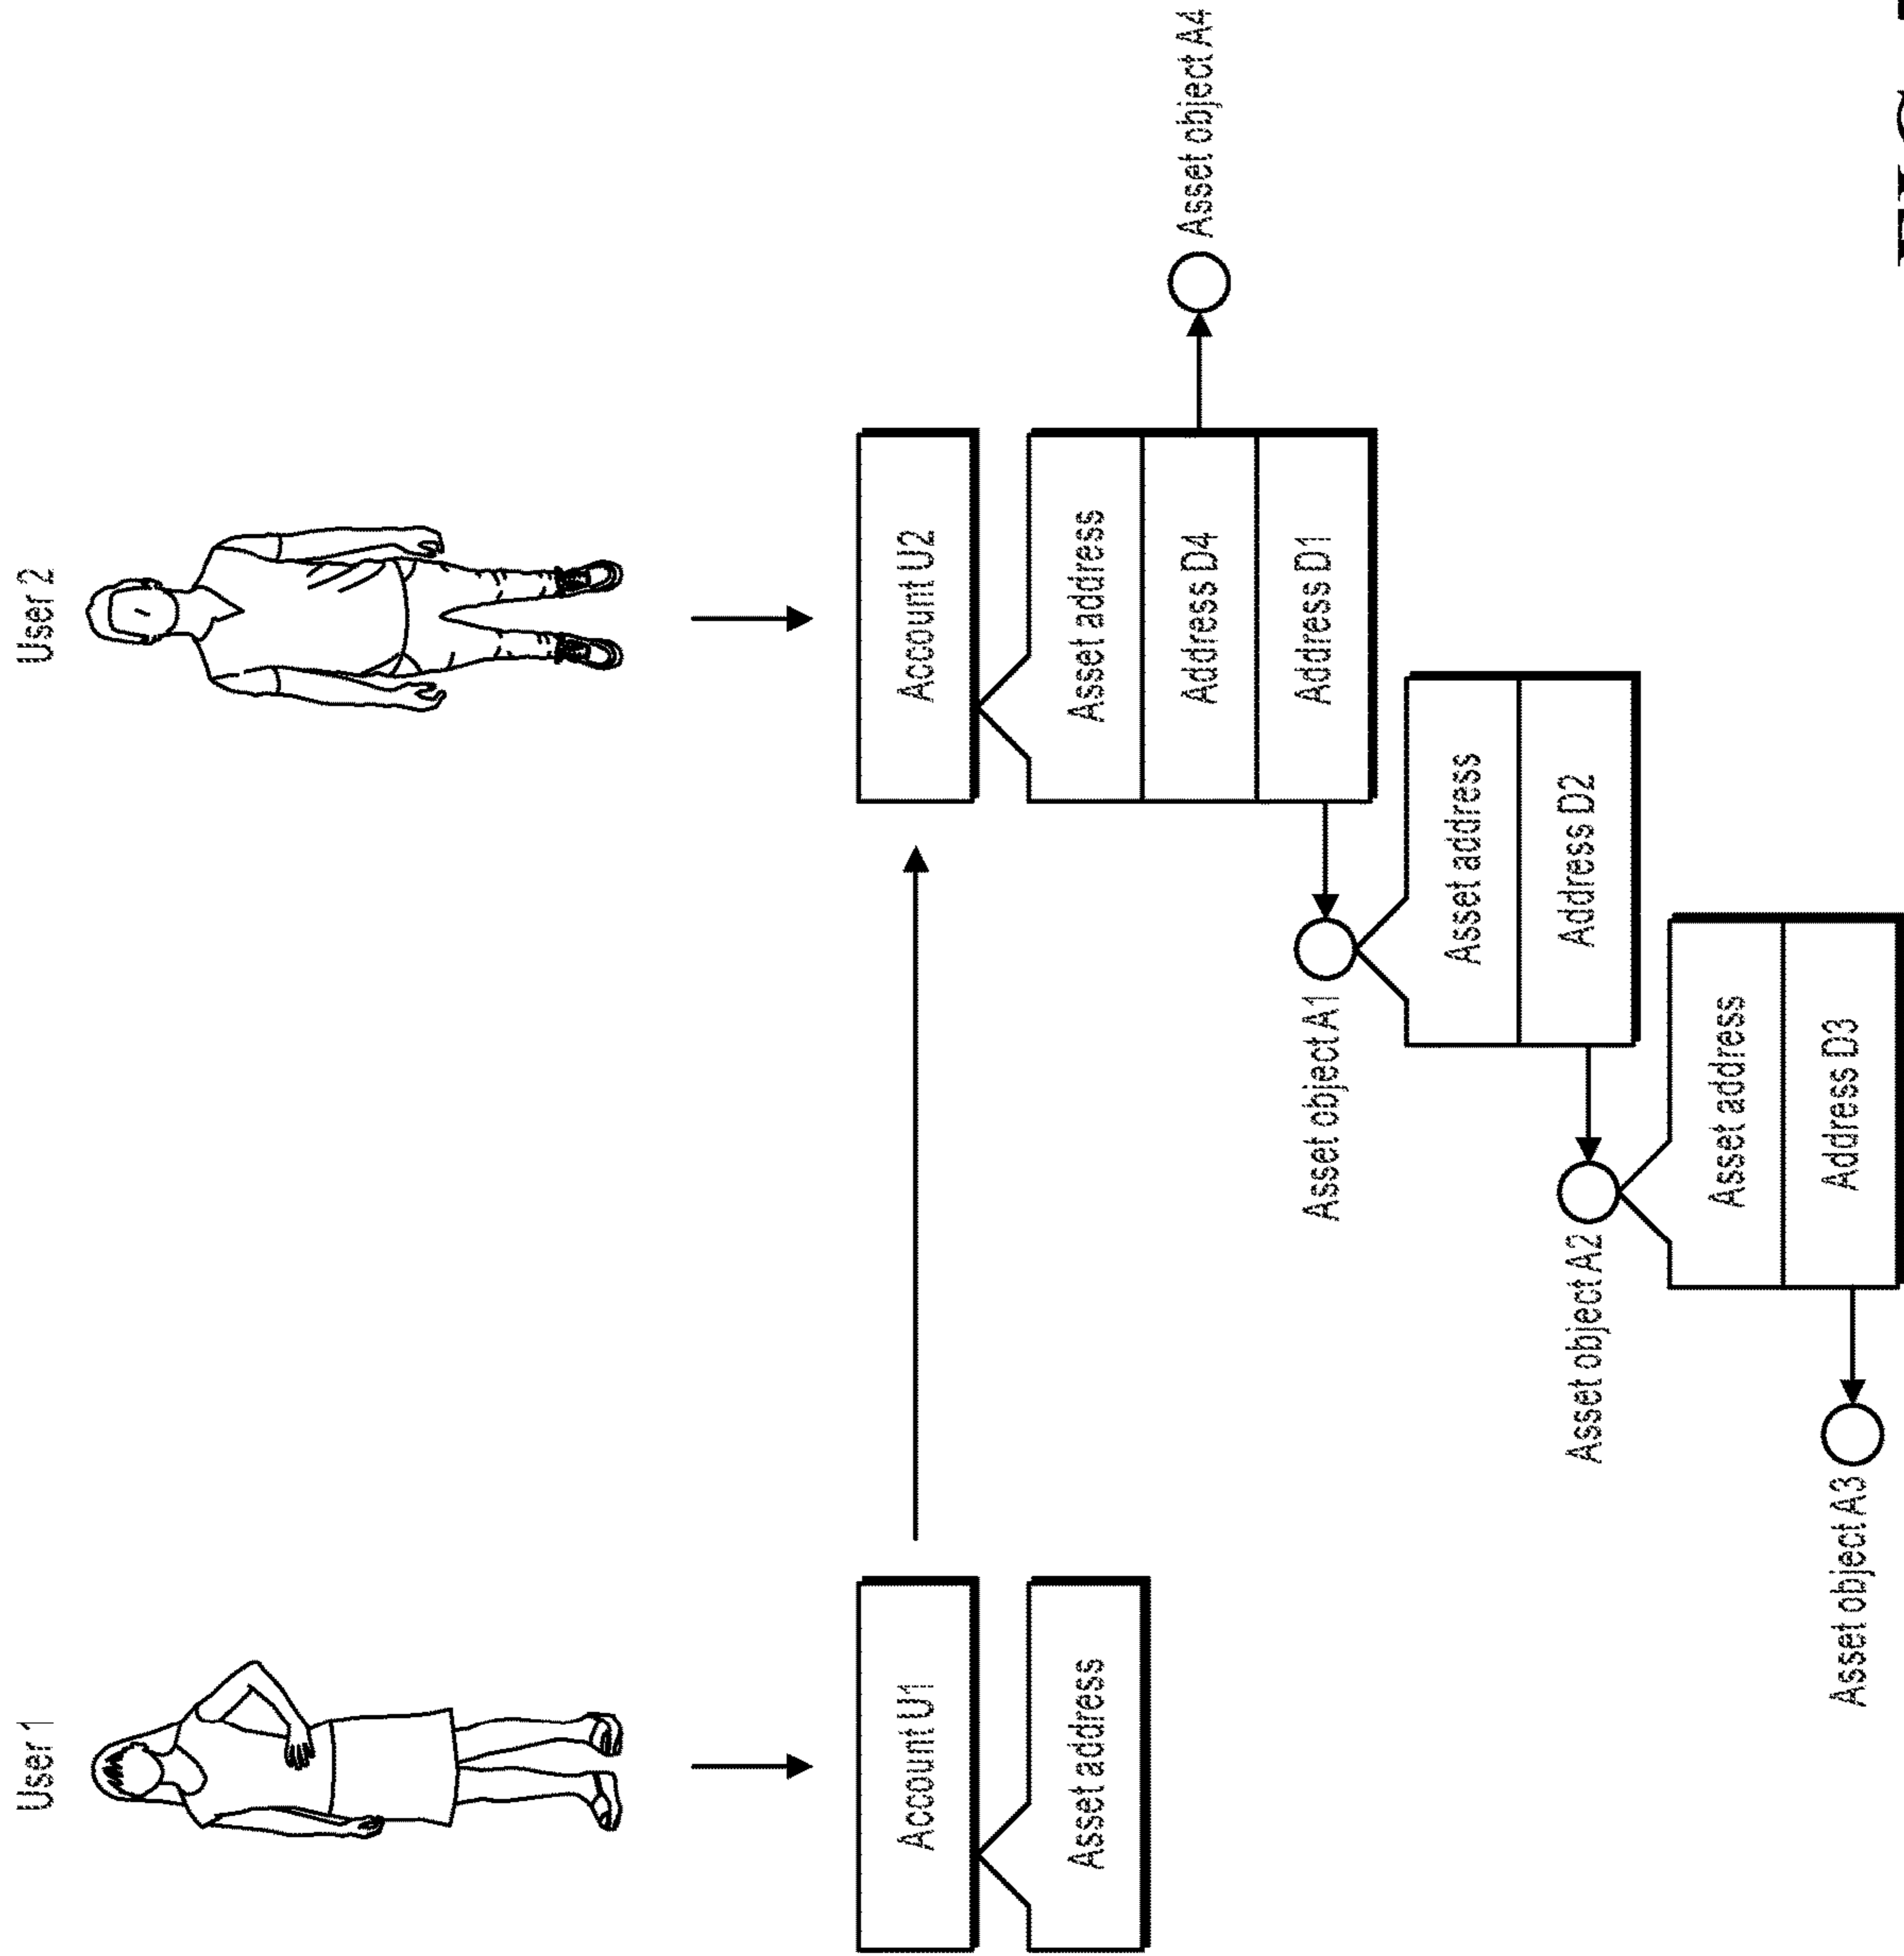 User 1
User 2
Account U1
Account U2
Asset address
Asset address
Address D4
Asset object A4
Address D1
Asset object A1
Asset address
Address D2
Asset object A2
Asset address
Address D3
Asset object A3